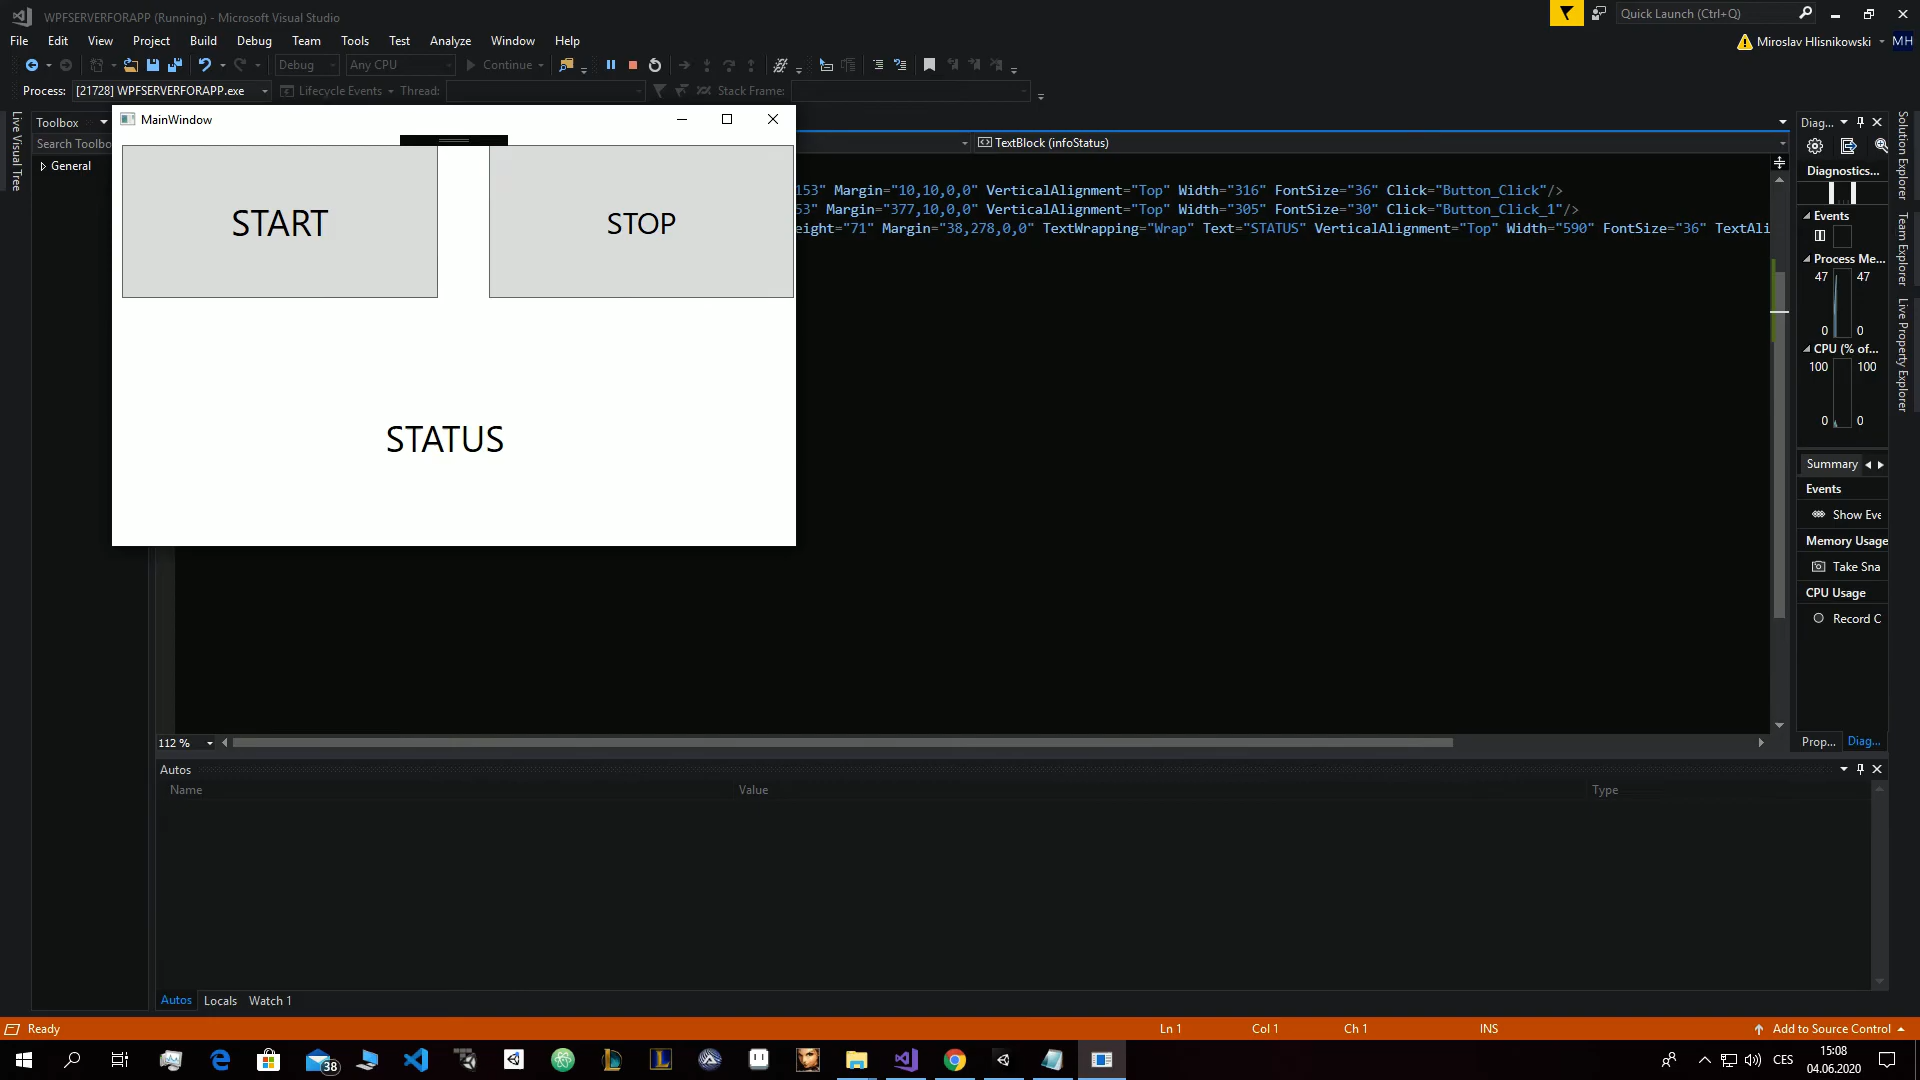 WPFSERVERFORAPP (Running) - Microsoft Visual Studio
Quick Launch (Ctrl+Q)
File Edit View Project Build Debug Team Tools Test Analyze Window Help
Miroslav Hlisnikowski MH
Debug Any CPU Continue
Process: [21728] WPFSERVERFORAPP.exe Lifecycle Events Thread: Stack Frame:
Live Visual Tree
Toolbox
Search Toolbo
General
MainWindow
START
STOP
STATUS
TextBlock (infoStatus)
153" Margin="10,10,0,0" VerticalAlignment="Top" Width="316" FontSize="36" Click="Button_Click"/>
53" Margin="377,10,0,0" VerticalAlignment="Top" Width="305" FontSize="30" Click="Button_Click_1"/>
eight="71" Margin="38,278,0,0" TextWrapping="Wrap" Text="STATUS" VerticalAlignment="Top" Width="590" FontSize="36" TextAli
Diag...
Diagnostics...
Events
Process Me...
47 47
0 0
CPU (% of...
100 100
0 0
Summary
Events
Show Eve
Memory Usage
Take Sna
CPU Usage
Record C
Prop... Diag...
Solution Explorer
Team Explorer
Live Property Explorer
112 %
Autos
Name Value Type
Autos Locals Watch 1
Ready Ln 1 Col 1 Ch 1 INS Add to Source Control
38
CES
15:08
04.06.2020